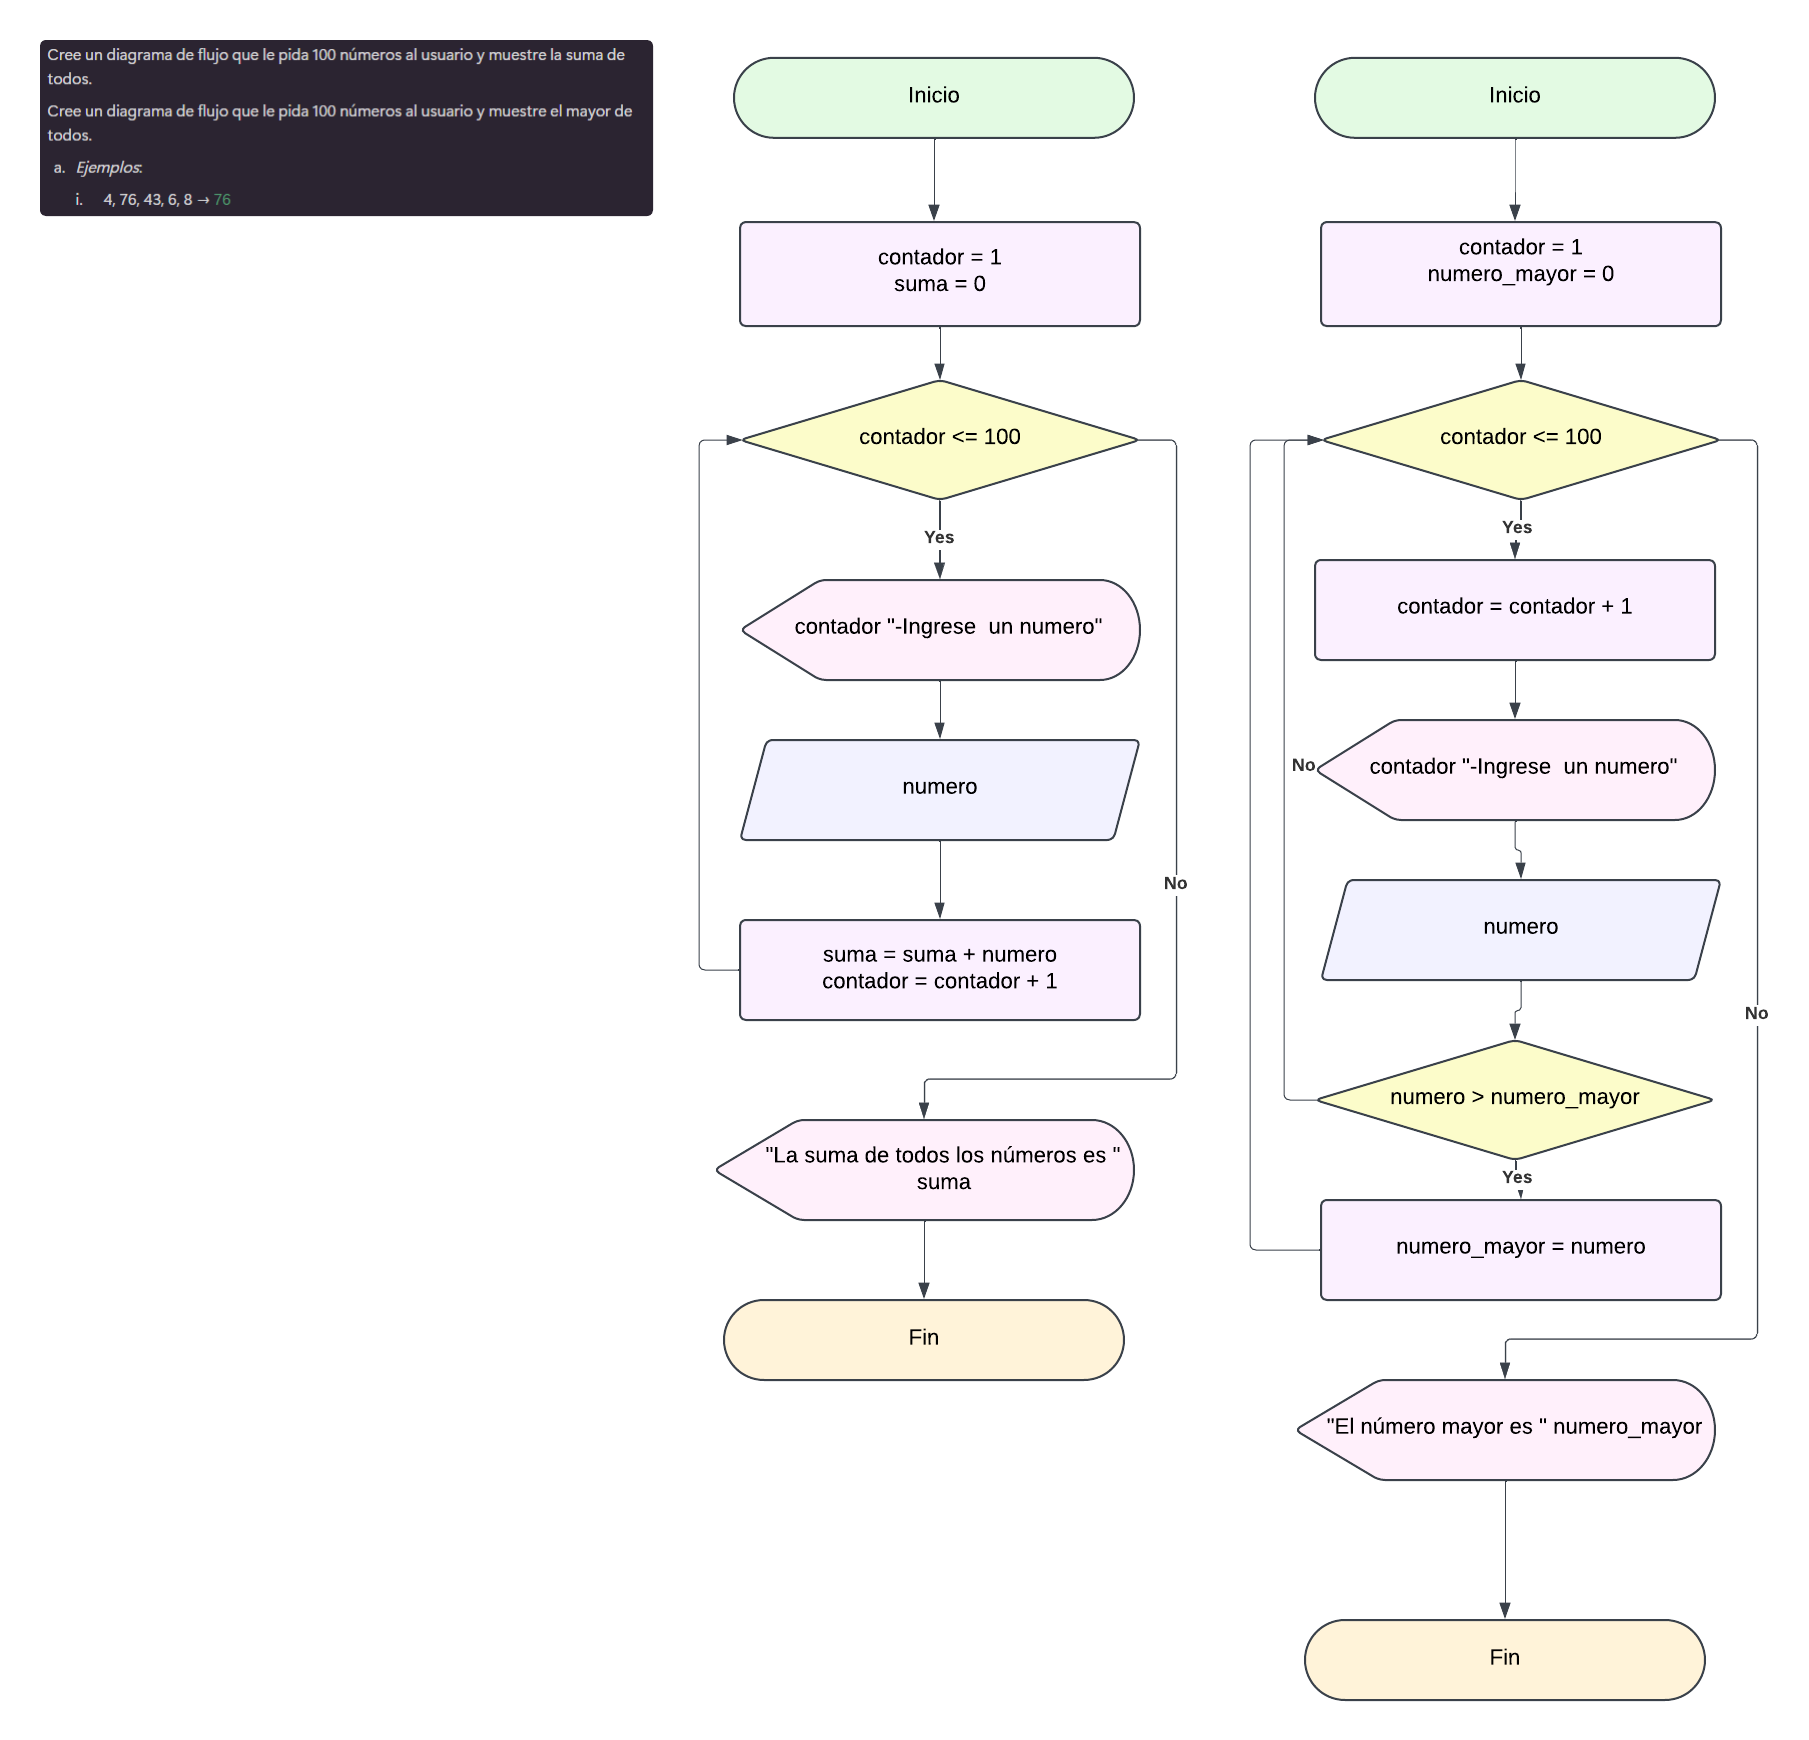 Cree un diagrama de flujo que le pida 100 números al usuario y muestre la suma de
todos.
Cree un diagrama de flujo que le pida 100 números al usuario y muestre el mayor de
todos.
a. Ejemplos:
i. 4, 76, 43, 6, 8 → 76
Inicio
contador = 1
suma = 0
contador <= 100
Yes
contador "-Ingrese  un numero"
numero
No
suma = suma + numero
contador = contador + 1
"La suma de todos los números es "
suma
Fin
Inicio
contador = 1
numero_mayor = 0
contador <= 100
Yes
contador = contador + 1
No
contador "-Ingrese  un numero"
numero
No
numero > numero_mayor
Yes
numero_mayor = numero
"El número mayor es " numero_mayor
Fin